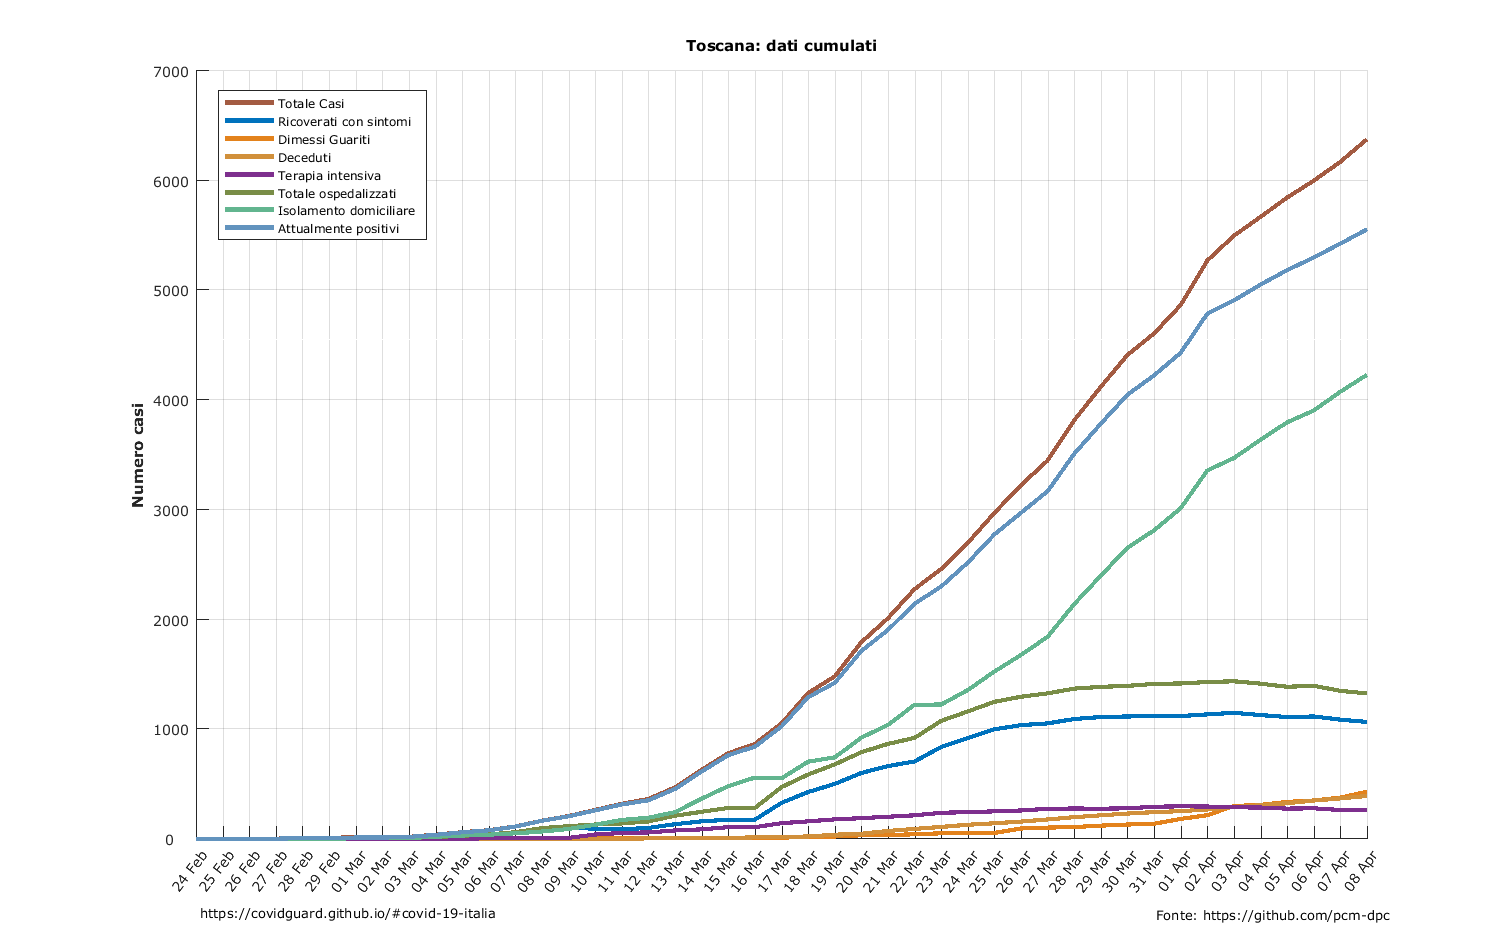 Toscana: dati cumulati
7000
6000
5000
4000
3000
2000
1000
0
Numero casi
Totale Casi
Ricoverati con sintomi
Dimessi Guariti
Deceduti
Terapia intensiva
Totale ospedalizzati
Isolamento domiciliare
Attualmente positivi
24 Feb
25 Feb
26 Feb
27 Feb
28 Feb
29 Feb
01 Mar
02 Mar
03 Mar
04 Mar
05 Mar
06 Mar
07 Mar
08 Mar
09 Mar
10 Mar
11 Mar
12 Mar
13 Mar
14 Mar
15 Mar
16 Mar
17 Mar
18 Mar
19 Mar
20 Mar
21 Mar
22 Mar
23 Mar
24 Mar
25 Mar
26 Mar
27 Mar
28 Mar
29 Mar
30 Mar
31 Mar
01 Apr
02 Apr
03 Apr
04 Apr
05 Apr
06 Apr
07 Apr
08 Apr
https://covidguard.github.io/#covid-19-italia
Fonte: https://github.com/pcm-dpc